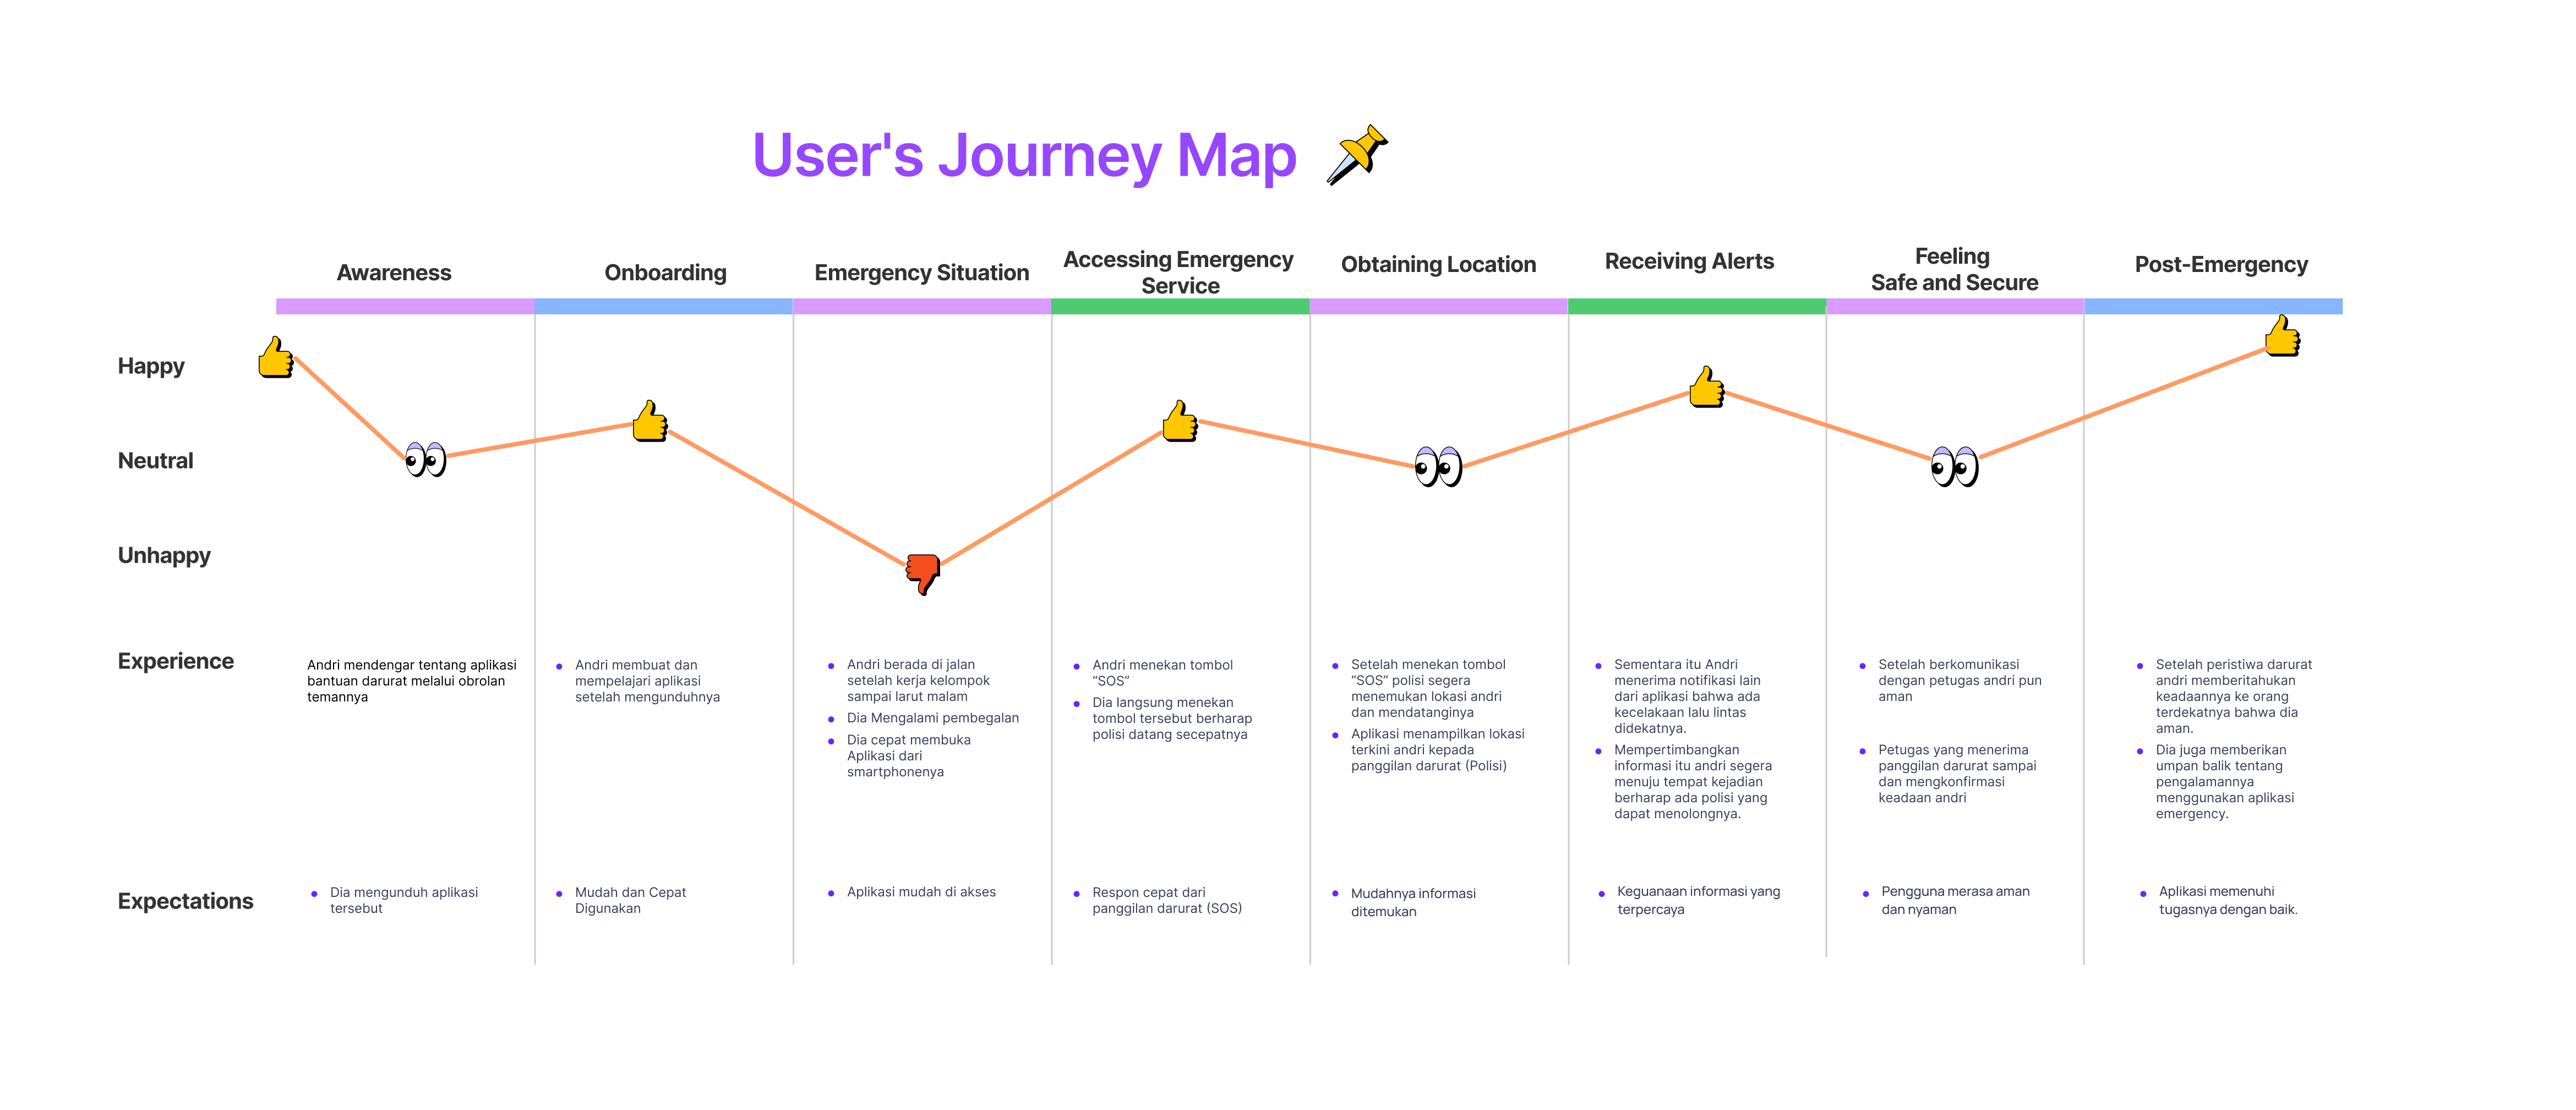 User's Journey Map
Awareness
Onboarding
Emergency Situation
Accessing Emergency
Service
Obtaining Location
Receiving Alerts
Feeling
Safe and Secure
Post-Emergency
Happy
Neutral
Unhappy
Experience
Andri mendengar tentang aplikasi
bantuan darurat melalui obrolan
temannya
Andri membuat dan
mempelajari aplikasi
setelah mengunduhnya
Andri berada di jalan
setelah kerja kelompok
sampai larut malam
Dia Mengalami pembegalan
Dia cepat membuka
Aplikasi dari
smartphonenya
Andri menekan tombol
“SOS”
Dia langsung menekan
tombol tersebut berharap
polisi datang secepatnya
Setelah menekan tombol
“SOS” polisi segera
menemukan lokasi andri
dan mendatanginya
Aplikasi menampilkan lokasi
terkini andri kepada
panggilan darurat (Polisi)
Sementara itu Andri
menerima notifikasi lain
dari aplikasi bahwa ada
kecelakaan lalu lintas
didekatnya.
Mempertimbangkan
informasi itu andri segera
menuju tempat kejadian
berharap ada polisi yang
dapat menolongnya.
Setelah berkomunikasi
dengan petugas andri pun
aman
Petugas yang menerima
panggilan darurat sampai
dan mengkonfirmasi
keadaan andri
Setelah peristiwa darurat
andri memberitahukan
keadaannya ke orang
terdekatnya bahwa dia
aman.
Dia juga memberikan
umpan balik tentang
pengalamannya
menggunakan aplikasi
emergency.
Expectations
Dia mengunduh aplikasi
tersebut
Mudah dan Cepat
Digunakan
Aplikasi mudah di akses
Respon cepat dari
panggilan darurat (SOS)
Mudahnya informasi
ditemukan
Keguanaan informasi yang
terpercaya
Pengguna merasa aman
dan nyaman
Aplikasi memenuhi
tugasnya dengan baik.